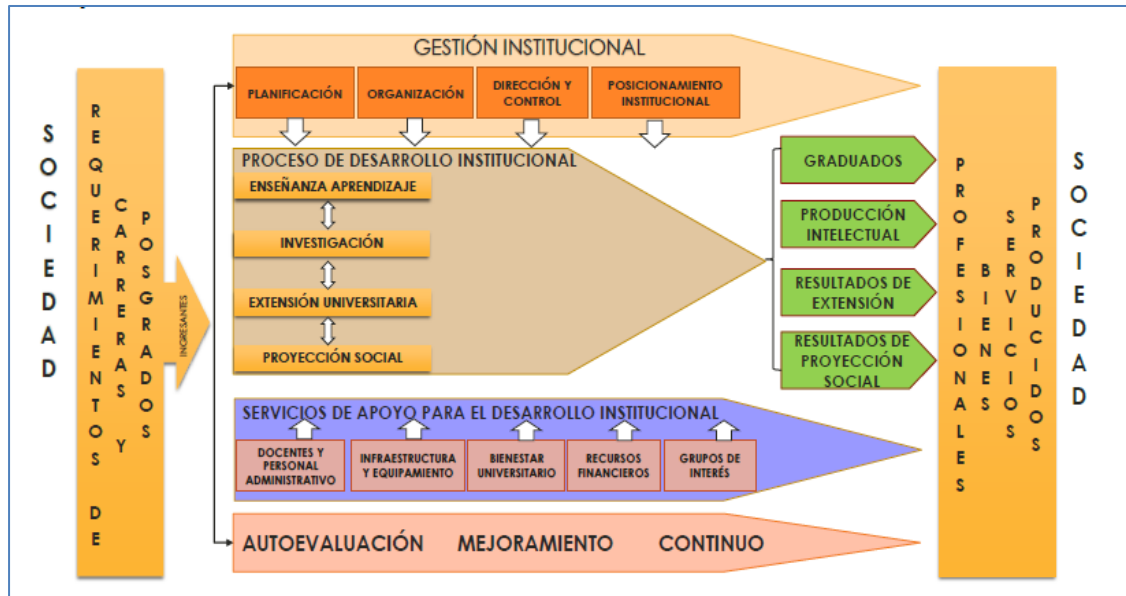 SOCIEDAD
REQUERIMIENTOS DE
CARRERAS Y
POSGRADOS
INGRESANTES
GESTIÓN INSTITUCIONAL
PLANIFICACIÓN
ORGANIZACIÓN
DIRECCIÓN Y
CONTROL
POSICIONAMIENTO
INSTITUCIONAL
PROCESO DE DESARROLLO INSTITUCIONAL
ENSEÑANZA APRENDIZAJE
INVESTIGACIÓN
EXTENSIÓN UNIVERSITARIA
PROYECCIÓN SOCIAL
GRADUADOS
PRODUCCIÓN
INTELECTUAL
RESULTADOS DE
EXTENSIÓN
RESULTADOS DE
PROYECCIÓN
SOCIAL
SERVICIOS DE APOYO PARA EL DESARROLLO INSTITUCIONAL
DOCENTES Y
PERSONAL
ADMINISTRATIVO
INFRAESTRUCTURA
Y EQUIPAMIENTO
BIENESTAR
UNIVERSITARIO
RECURSOS
FINANCIEROS
GRUPOS DE
INTERÉS
AUTOEVALUACIÓN MEJORAMIENTO CONTINUO
PROFESIONALES
BIENES
SERVICIOS
PRODUCIDOS
SOCIEDAD